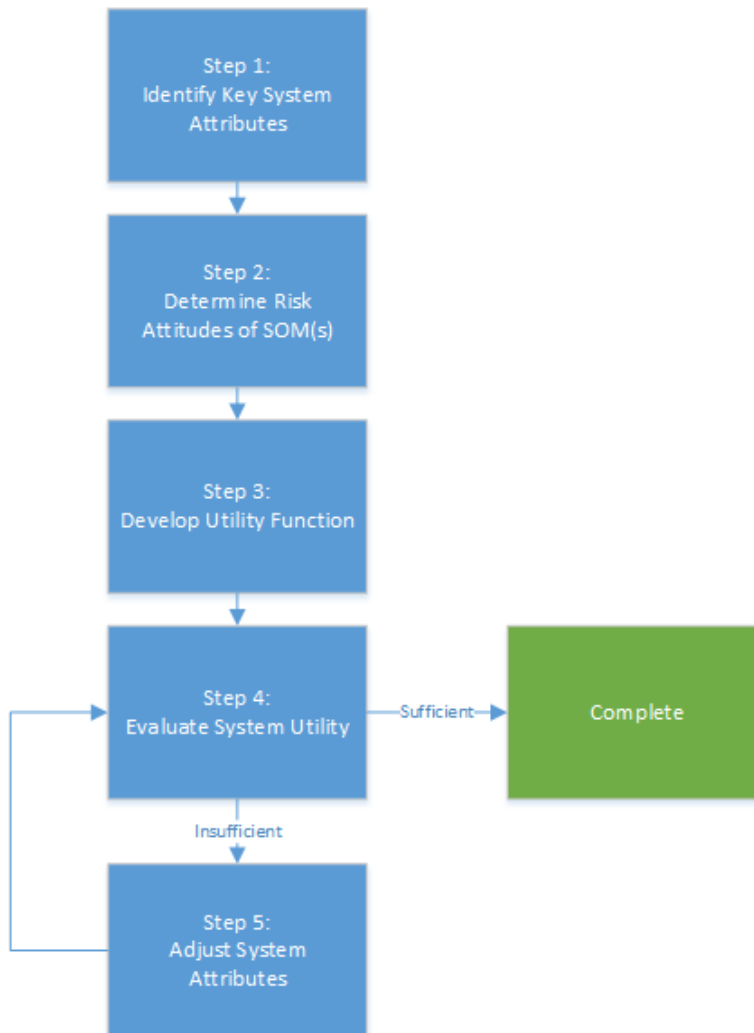 Step 1:
Identify Key System
Attributes
Step 2:
Determine Risk
Attitudes of SOM(s)
Step 3:
Develop Utility Function
Step 4:
Evaluate System Utility
Sufficient
Complete
Insufficient
Step 5:
Adjust System
Attributes